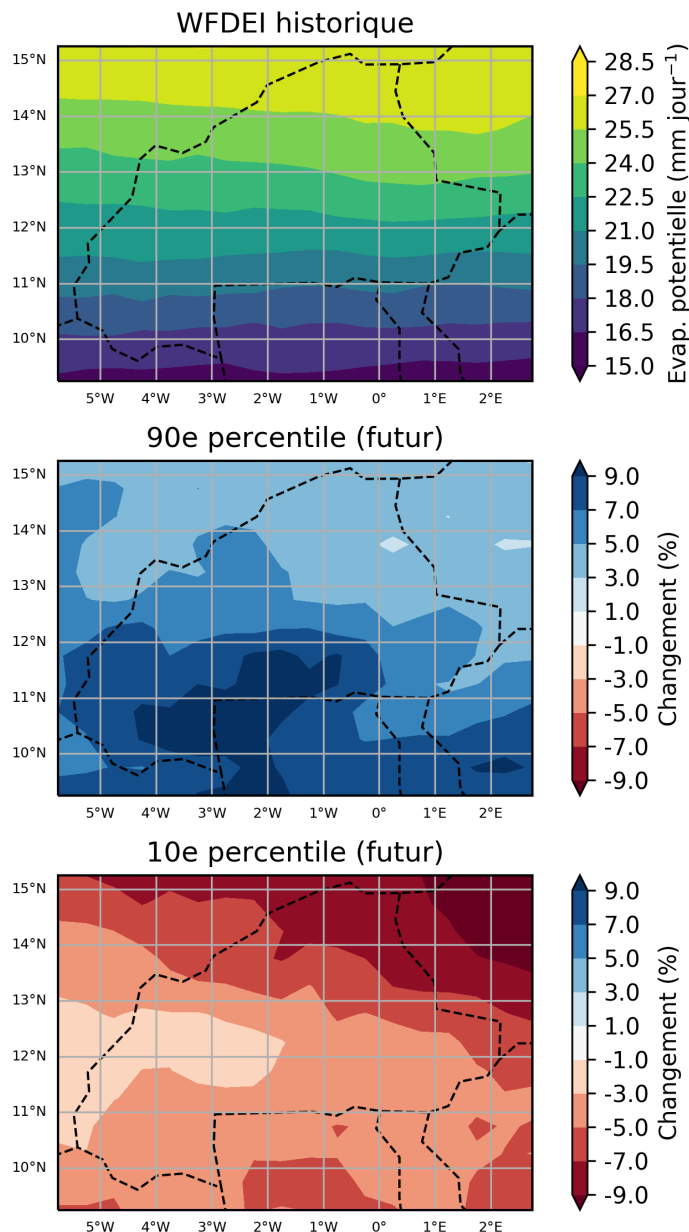 WFDEI historique
15°N
14°N
13°N
12°N
11°N
10°N
5°W 4°W 3°W 2°W 1°W 0° 1°E 2°E
28.5
27.0
25.5
24.0
22.5
21.0
19.5
18.0
16.5
15.0
Evap. potentielle (mm jour⁻¹)
90e percentile (futur)
15°N
14°N
13°N
12°N
11°N
10°N
5°W 4°W 3°W 2°W 1°W 0° 1°E 2°E
9.0
7.0
5.0
3.0
1.0
-1.0
-3.0
-5.0
-7.0
-9.0
Changement (%)
10e percentile (futur)
15°N
14°N
13°N
12°N
11°N
10°N
5°W 4°W 3°W 2°W 1°W 0° 1°E 2°E
9.0
7.0
5.0
3.0
1.0
-1.0
-3.0
-5.0
-7.0
-9.0
Changement (%)